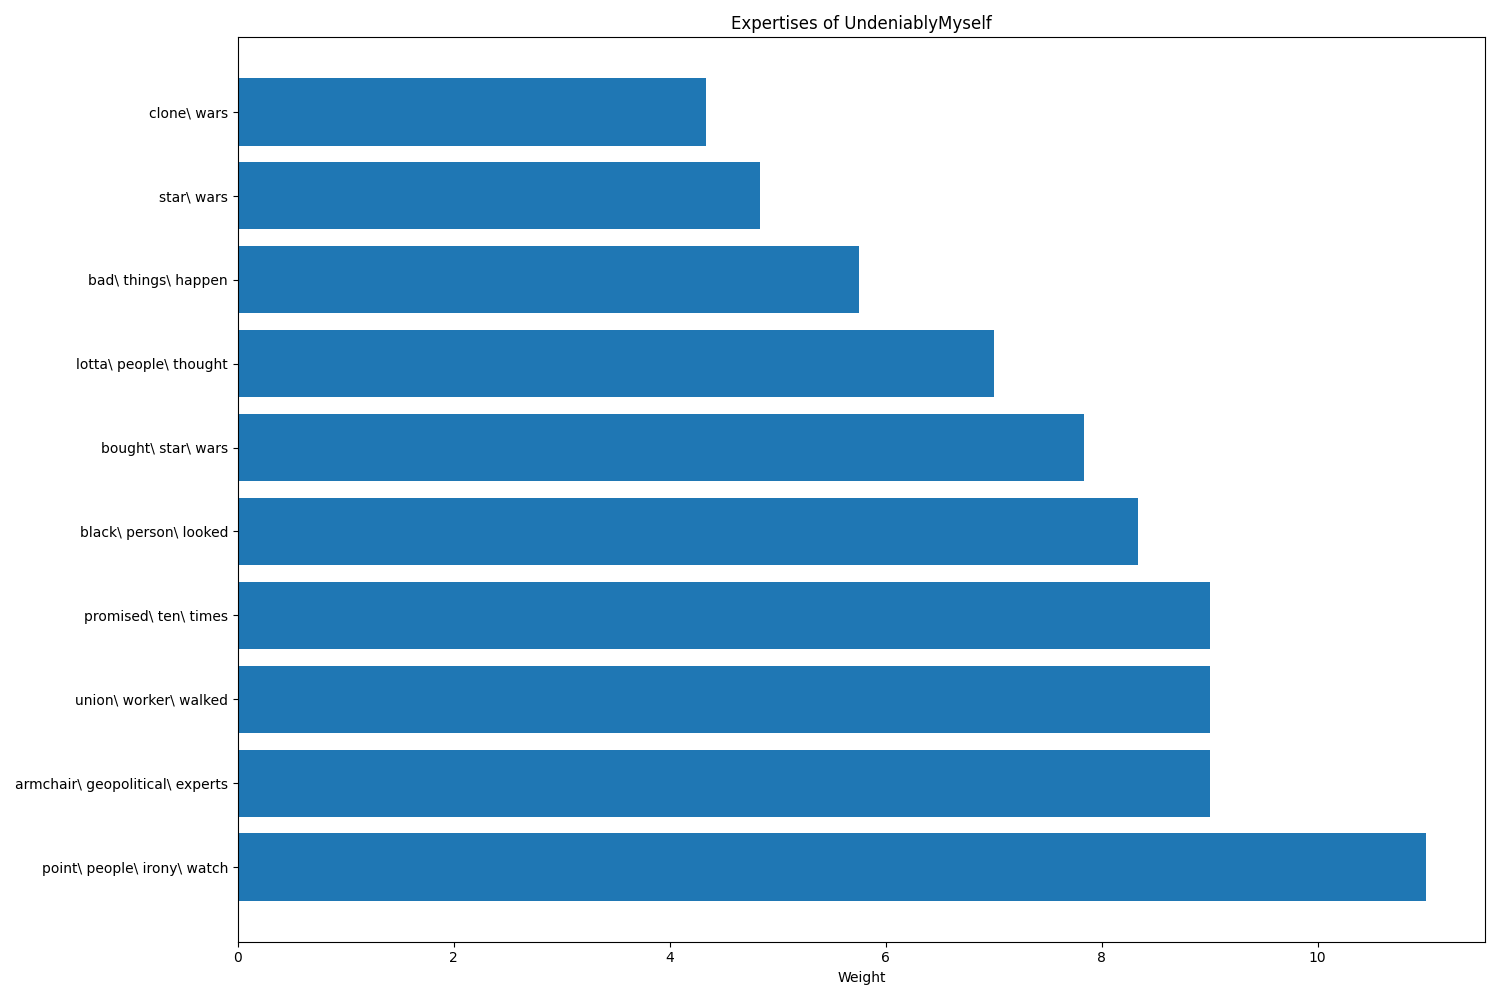 Expertises of UndeniablyMyself
clone\ wars
star\ wars
bad\ things\ happen
lotta\ people\ thought
bought\ star\ wars
black\ person\ looked
promised\ ten\ times
union\ worker\ walked
armchair\ geopolitical\ experts
point\ people\ irony\ watch
0 2 4 6 8 10
Weight